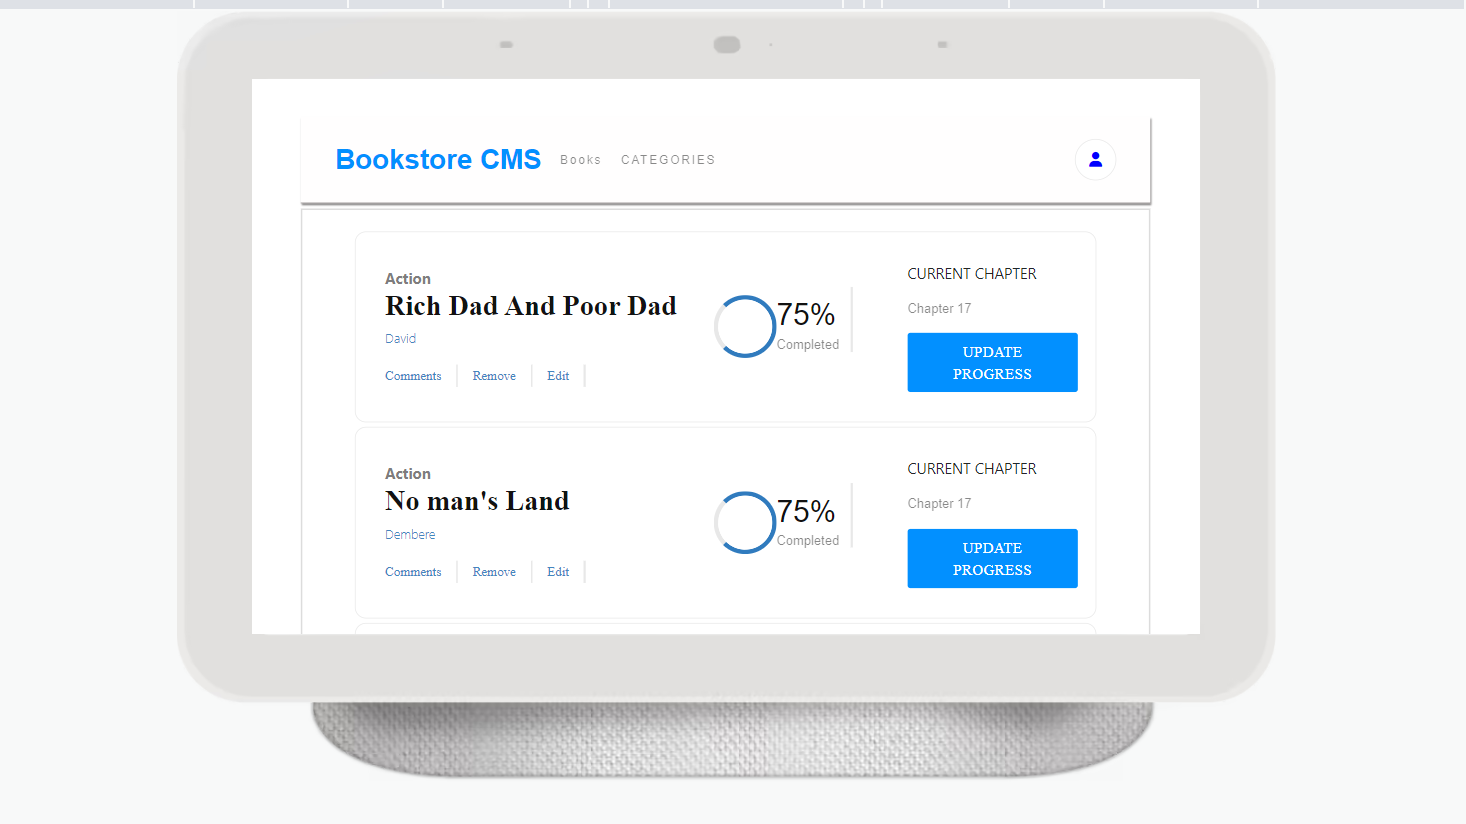 Bookstore CMS Books CATEGORIES
Action
Rich Dad And Poor Dad
David
Comments Remove Edit
75%
Completed
CURRENT CHAPTER
Chapter 17
UPDATE
PROGRESS
Action
No man's Land
Dembere
Comments Remove Edit
75%
Completed
CURRENT CHAPTER
Chapter 17
UPDATE
PROGRESS